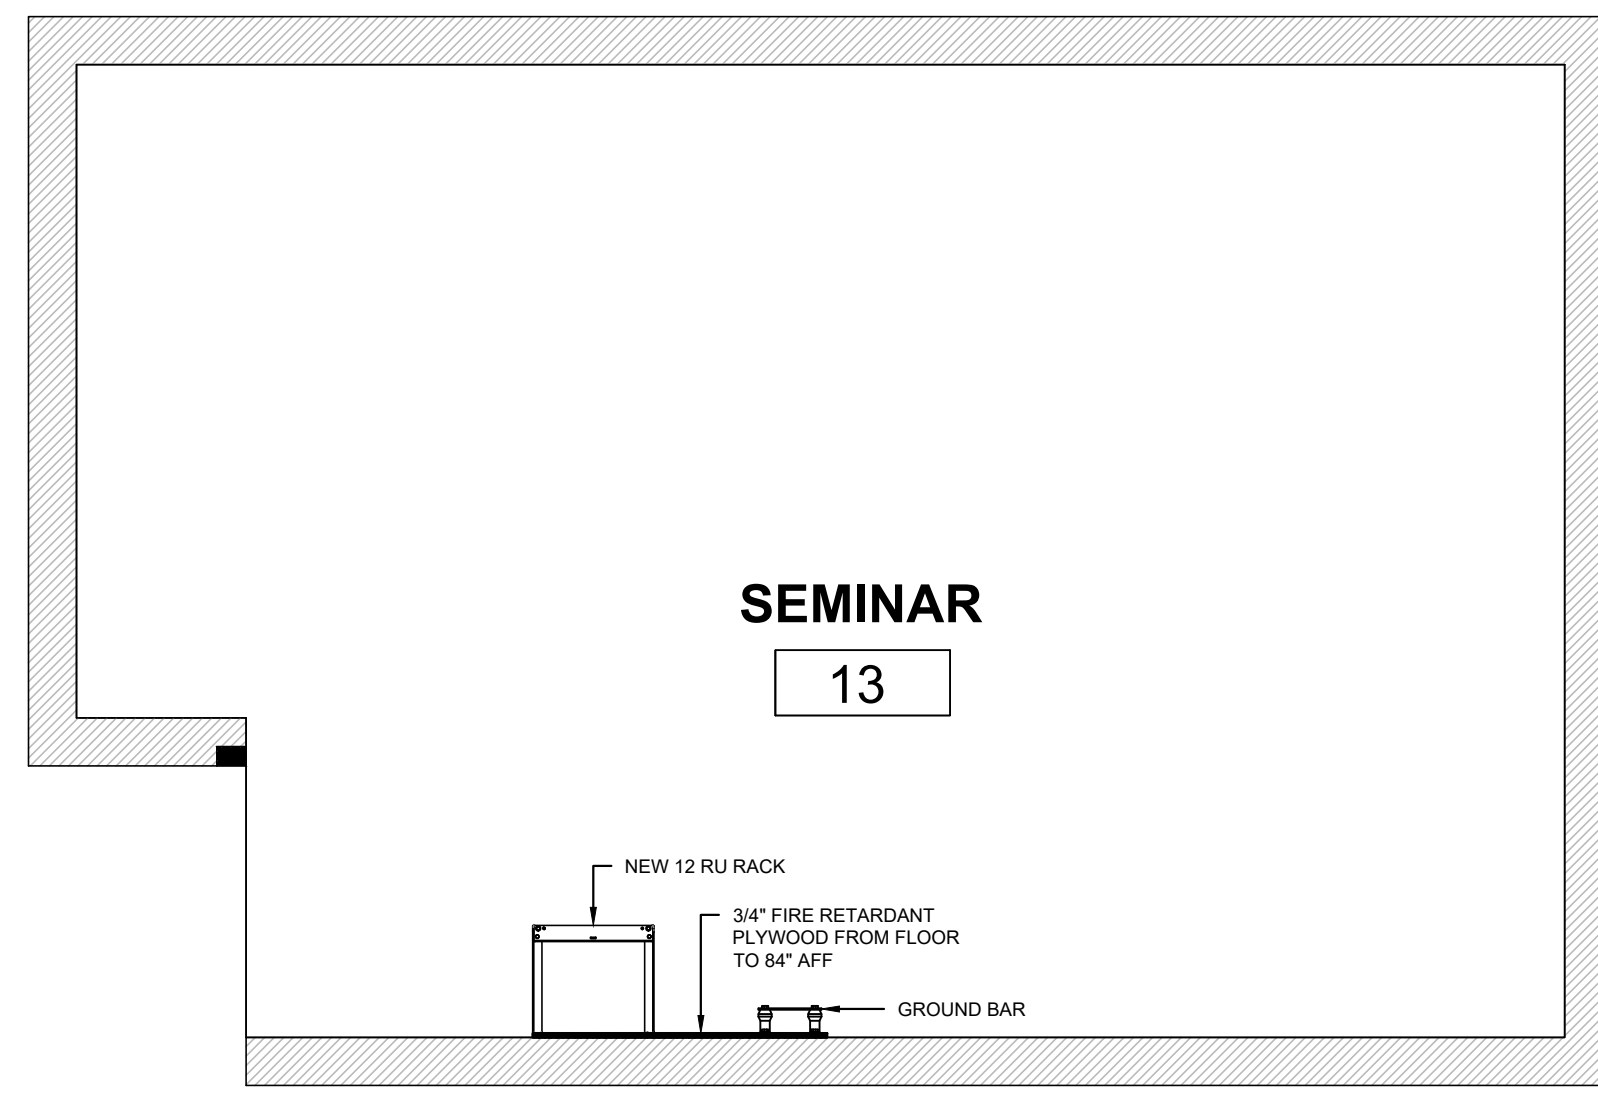 SEMINAR
13
NEW 12 RU RACK
3/4" FIRE RETARDANT
PLYWOOD FROM FLOOR
TO 84" AFF
GROUND BAR